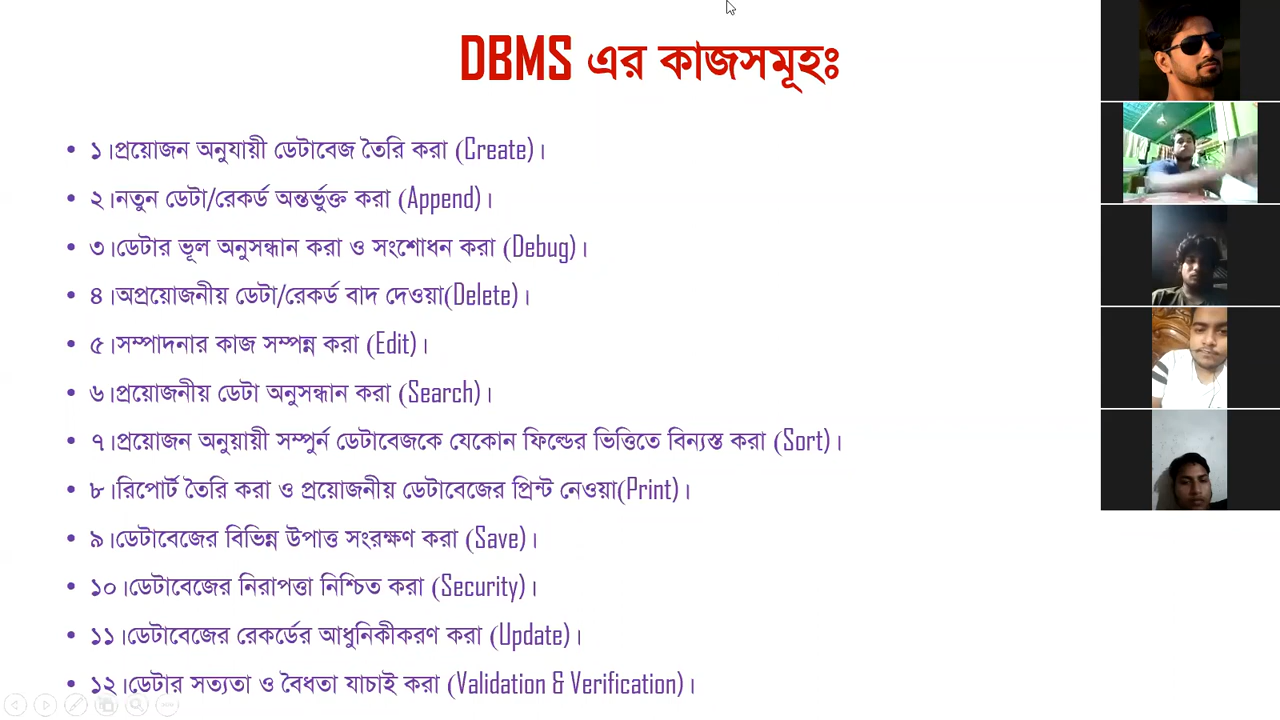 DBMS এর কাজসমূহঃ
• ১।প্রয়োজন অনুযায়ী ডেটাবেজ তৈরি করা (Create)।
• ২।নতুন ডেটা/রেকর্ড অন্তর্ভুক্ত করা (Append)।
• ৩।ডেটার ভূল অনুসন্ধান করা ও সংশোধন করা (Debug)।
• ৪।অপ্রয়োজনীয় ডেটা/রেকর্ড বাদ দেওয়া(Delete)।
• ৫।সম্পাদনার কাজ সম্পন্ন করা (Edit)।
• ৬।প্রয়োজনীয় ডেটা অনুসন্ধান করা (Search)।
• ৭।প্রয়োজন অনুয়ায়ী সম্পুর্ন ডেটাবেজকে যেকোন ফিল্ডের ভিত্তিতে বিন্যস্ত করা (Sort)।
• ৮।রিপোর্ট তৈরি করা ও প্রয়োজনীয় ডেটাবেজের প্রিন্ট নেওয়া(Print)।
• ৯।ডেটাবেজের বিভিন্ন উপাত্ত সংরক্ষণ করা (Save)।
• ১০।ডেটাবেজের নিরাপত্তা নিশ্চিত করা (Security)।
• ১১।ডেটাবেজের রেকর্ডের আধুনিকীকরণ করা (Update)।
• ১২।ডেটার সত্যতা ও বৈধতা যাচাই করা (Validation & Verification)।